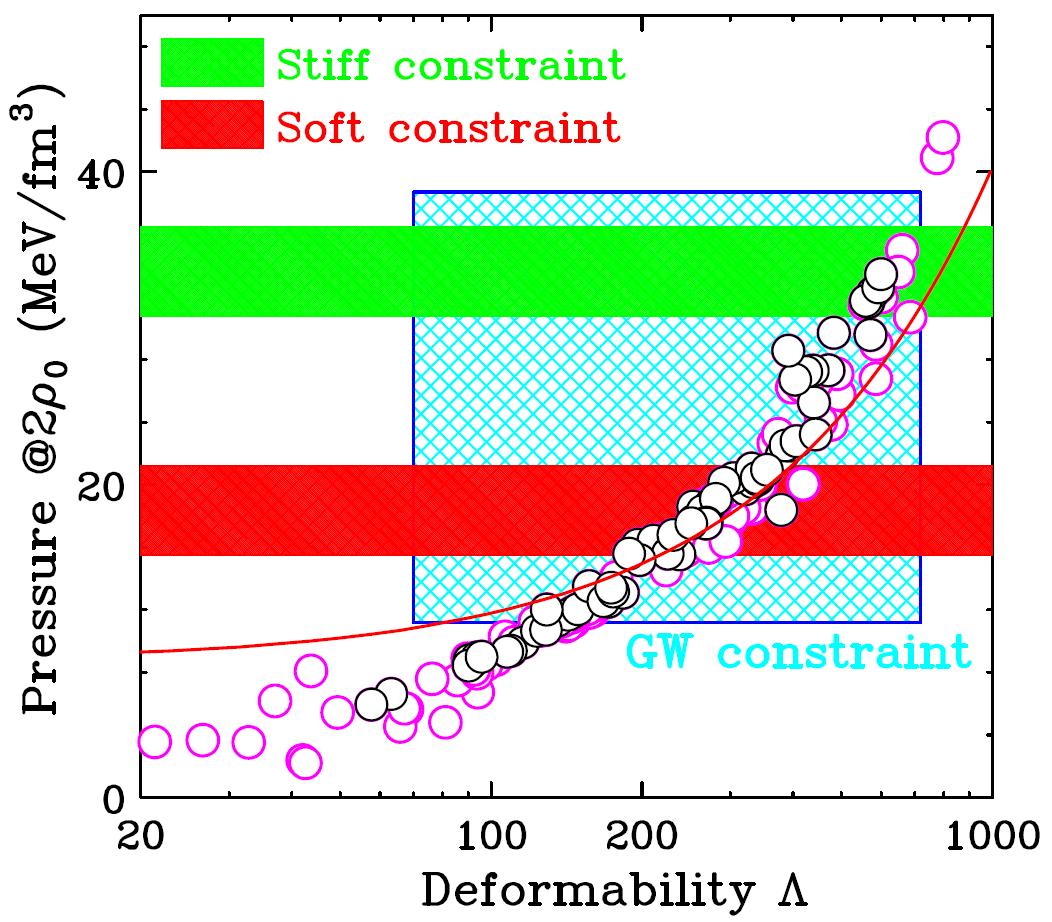 Stiff constraint
Soft constraint
Pressure @2ρ₀ (MeV/fm³)
40
20
0
GW constraint
20 100 200 1000
Deformability Λ